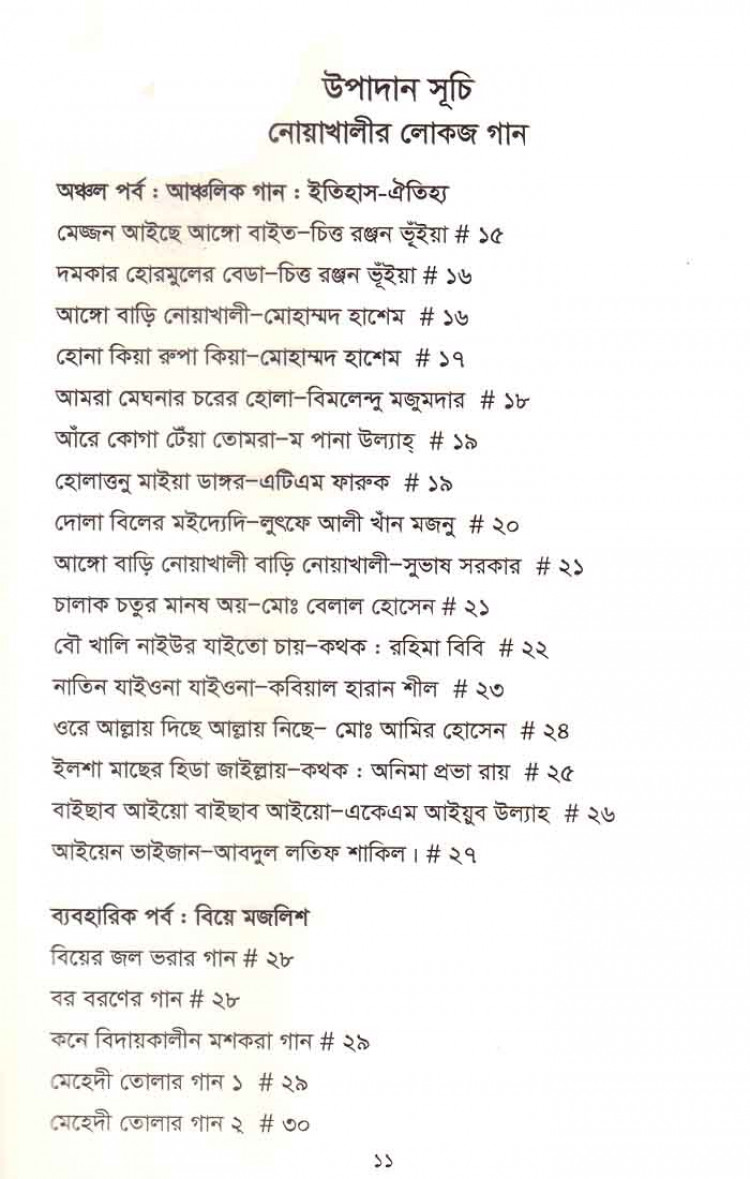 উপাদান সূচি
নোয়াখালীর লোকজ গান
অঞ্চল পর্ব : আঞ্চলিক গান : ইতিহাস-ঐতিহ্য
মেজ্জন আইছে আঙ্গো বাইত-চিত্ত রঞ্জন ভূঁইয়া # ১৫
দমকার হোরমুলের বেডা-চিত্ত রঞ্জন ভূঁইয়া # ১৬
আঙ্গো বাড়ি নোয়াখালী-মোহাম্মদ হাশেম # ১৬
হোনা কিয়া রুপা কিয়া-মোহাম্মদ হাশেম # ১৭
আমরা মেঘনার চরের হোলা-বিমলেন্দু মজুমদার # ১৮
আঁরে কোগা টেঁয়া তোমরা-ম পানা উল্যাহ্ # ১৯
হোলাত্তনু মাইয়া ডাঙ্গর-এটিএম ফারুক # ১৯
দোলা বিলের মইদ্যেদি-লুৎফে আলী খাঁন মজনু # ২০
আঙ্গো বাড়ি নোয়াখালী বাড়ি নোয়াখালী-সুভাষ সরকার # ২১
চালাক চতুর মানষ অয়-মোঃ বেলাল হোসেন # ২১
বৌ খালি নাইউর যাইতো চায়-কথক : রহিমা বিবি # ২২
নাতিন যাইওনা যাইওনা-কবিয়াল হারান শীল # ২৩
ওরে আল্লায় দিছে আল্লায় নিছে- মোঃ আমির হোসেন # ২৪
ইলশা মাছের হিডা জাইল্লায়-কথক : অনিমা প্রভা রায় # ২৫
বাইছাব আইয়ো বাইছাব আইয়ো-একেএম আইয়ুব উল্যাহ # ২৬
আইয়েন ভাইজান-আবদুল লতিফ শাকিল। # ২৭
ব্যবহারিক পর্ব : বিয়ে মজলিশ
বিয়ের জল ভরার গান # ২৮
বর বরণের গান # ২৮
কনে বিদায়কালীন মশকরা গান # ২৯
মেহেদী তোলার গান ১ # ২৯
মেহেদী তোলার গান ২ # ৩০
১১